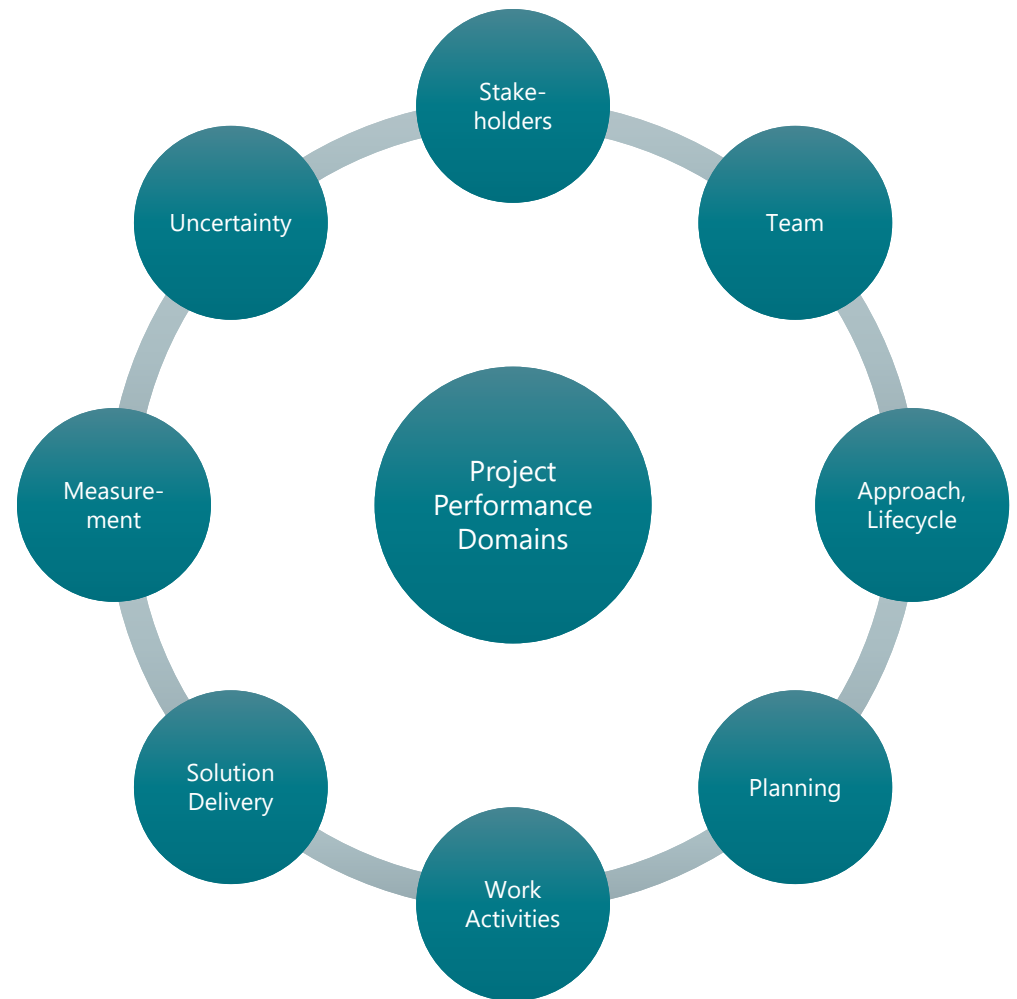 Stake-
holders
Team
Approach,
Lifecycle
Planning
Work
Activities
Solution
Delivery
Measure-
ment
Uncertainty
Project
Performance
Domains